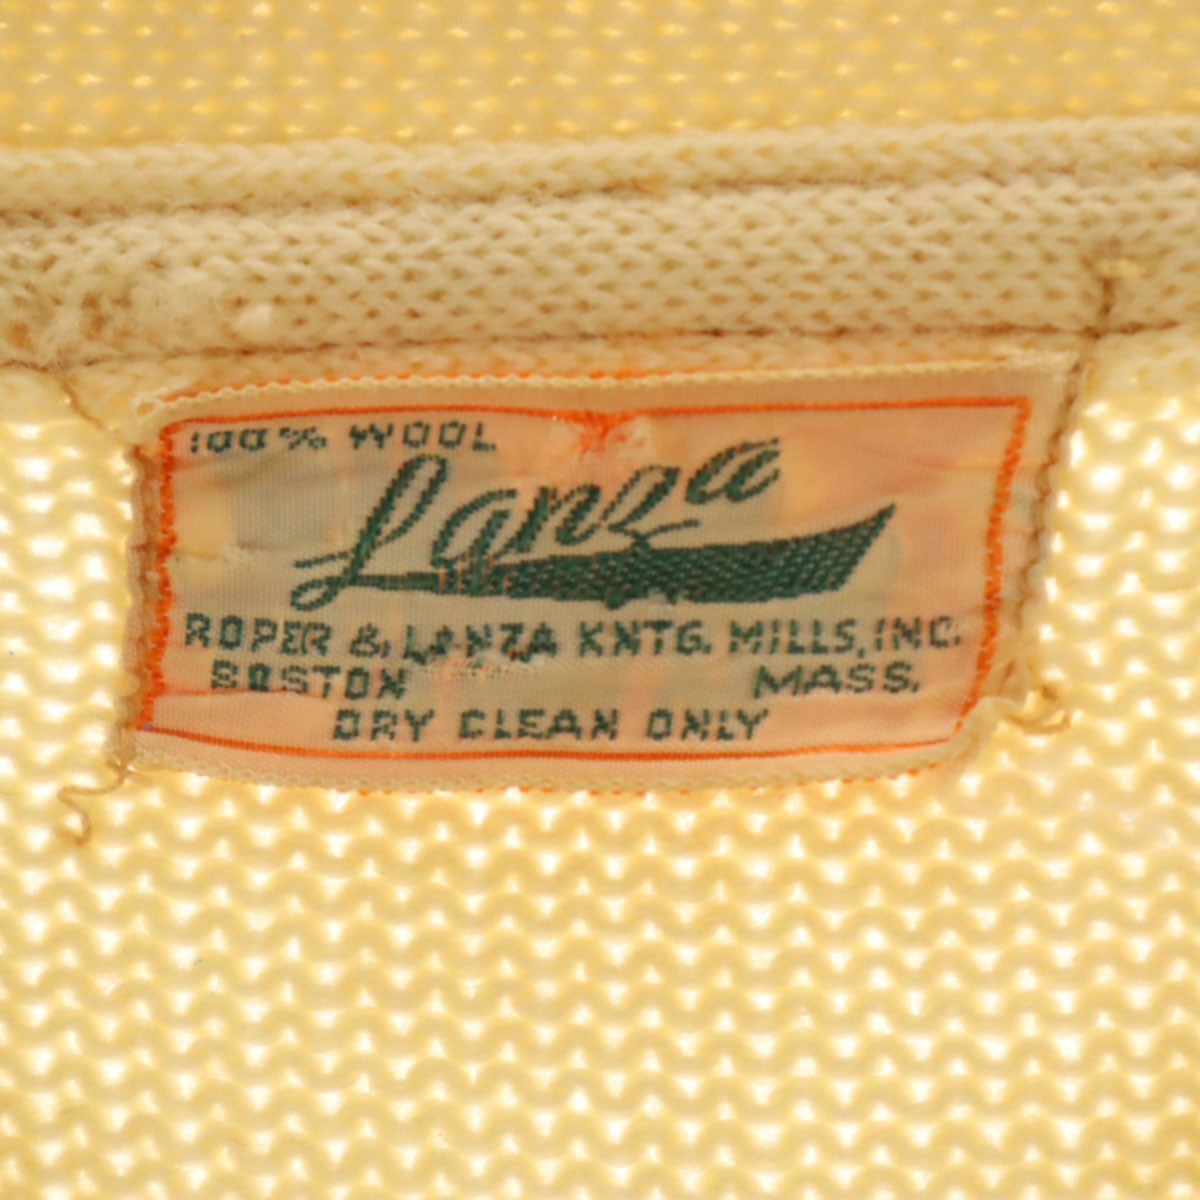 100% WOOL
Lanza
ROPER & LANZA KNTG. MILLS, INC.
BOSTON MASS.
DRY CLEAN ONLY